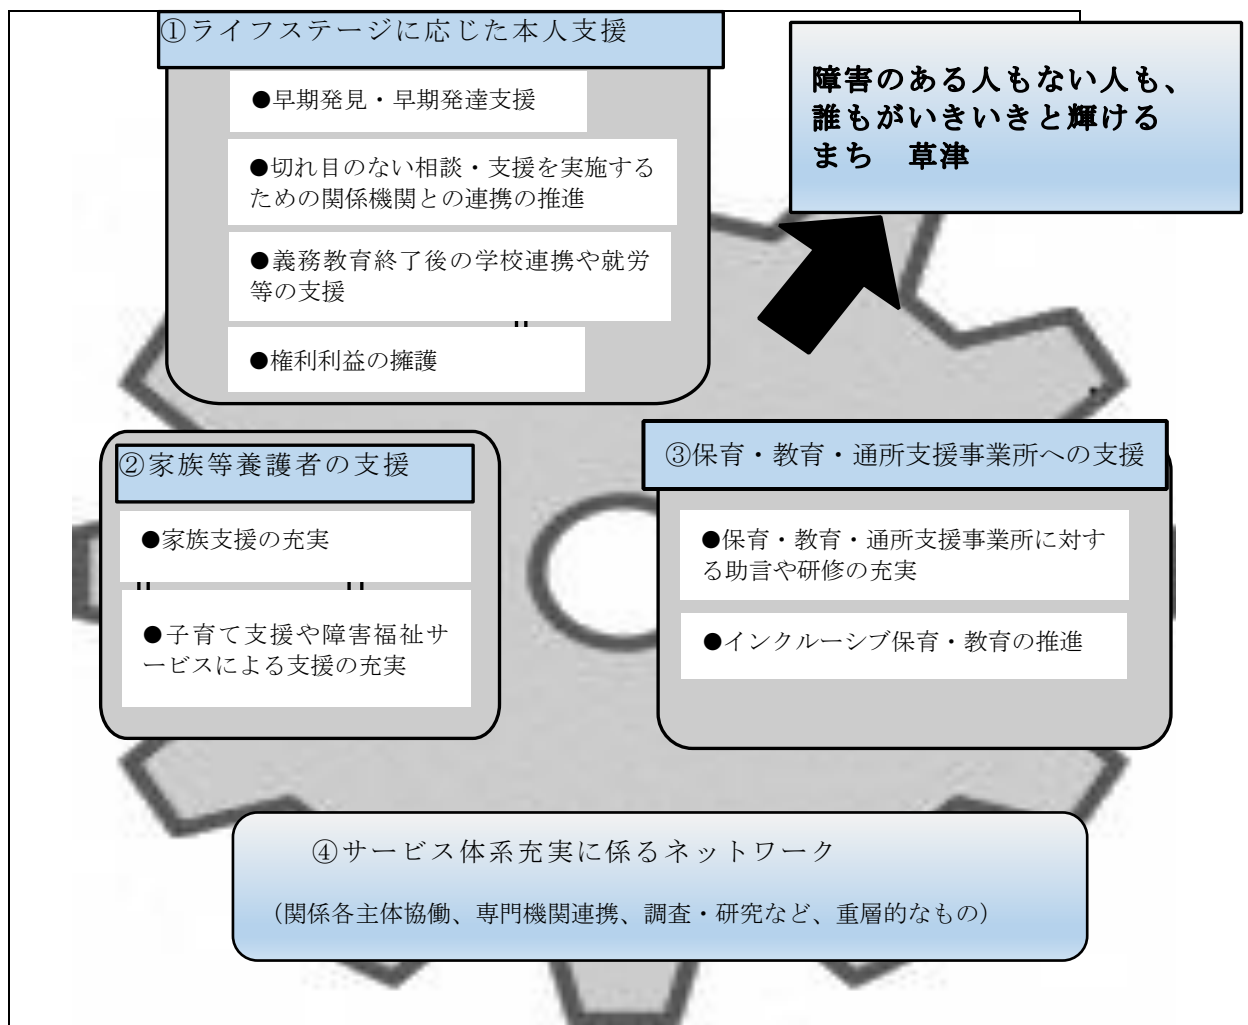 ①ライフステージに応じた本人支援
●早期発見・早期発達支援
●切れ目のない相談・支援を実施する
ための関係機関との連携の推進
●義務教育終了後の学校連携や就労
等の支援
●権利利益の擁護
障害のある人もない人も、
誰もがいきいきと輝ける
まち　草津
②家族等養護者の支援
●家族支援の充実
●子育て支援や障害福祉サ
ービスによる支援の充実
③保育・教育・通所支援事業所への支援
●保育・教育・通所支援事業所に対す
る助言や研修の充実
●インクルーシブ保育・教育の推進
④サービス体系充実に係るネットワーク
（関係各主体協働、専門機関連携、調査・研究など、重層的なもの）